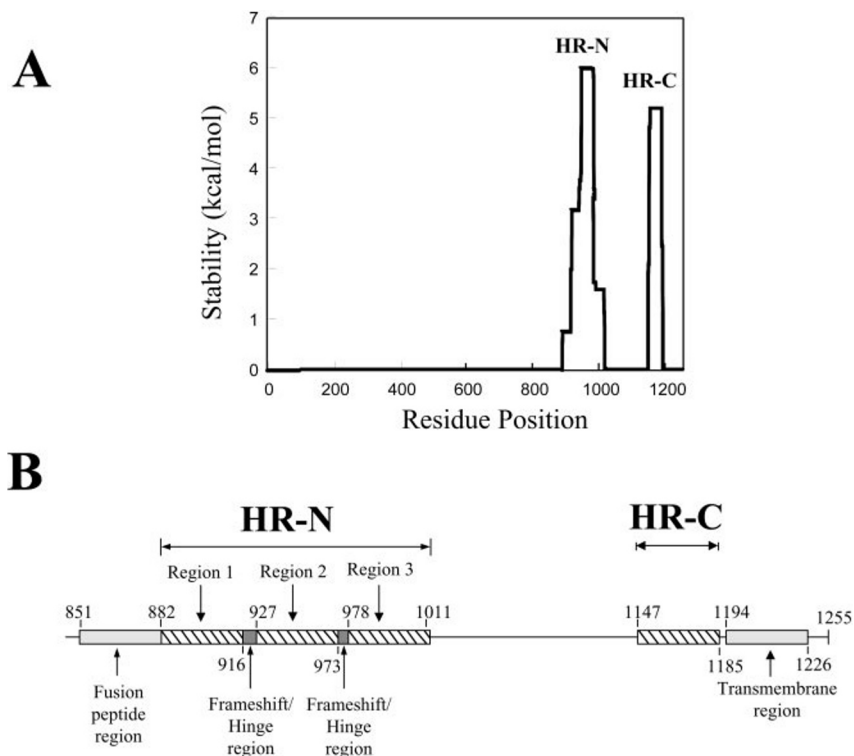 A
Stability (kcal/mol)
7
6
5
4
3
2
1
0
HR-N
HR-C
0 200 400 600 800 1000 1200
Residue Position
B
HR-N HR-C
Region 1 Region 2 Region 3
851 882 927 978 1011 1147 1194 1255
916 973 1185 1226
Fusion
peptide
region
Frameshift/
Hinge
region
Frameshift/
Hinge
region
Transmembrane
region